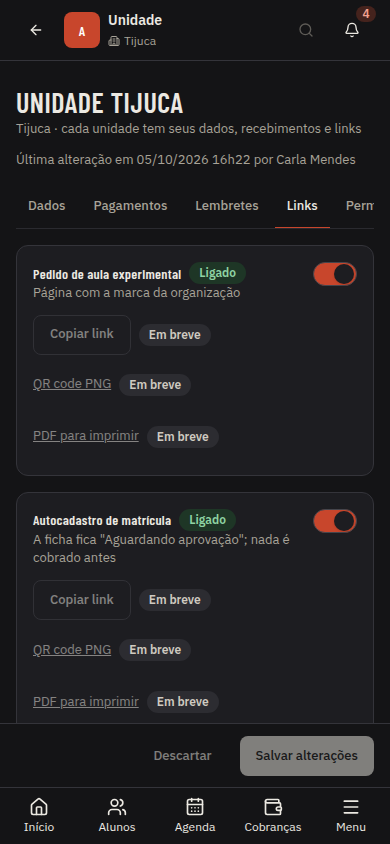 Unidade
4
A
Tijuca
UNIDADE TIJUCA
Tijuca · cada unidade tem seus dados, recebimentos e links
Última alteração em 05/10/2026 16h22 por Carla Mendes
Dados Pagamentos Lembretes Links Perm
Pedido de aula experimental Ligado
Página com a marca da organização
Copiar link Em breve
QR code PNG Em breve
PDF para imprimir Em breve
Autocadastro de matrícula Ligado
A ficha fica "Aguardando aprovação"; nada é
cobrado antes
Copiar link Em breve
QR code PNG Em breve
PDF para imprimir Em breve
Descartar Salvar alterações
Início Alunos Agenda Cobranças Menu